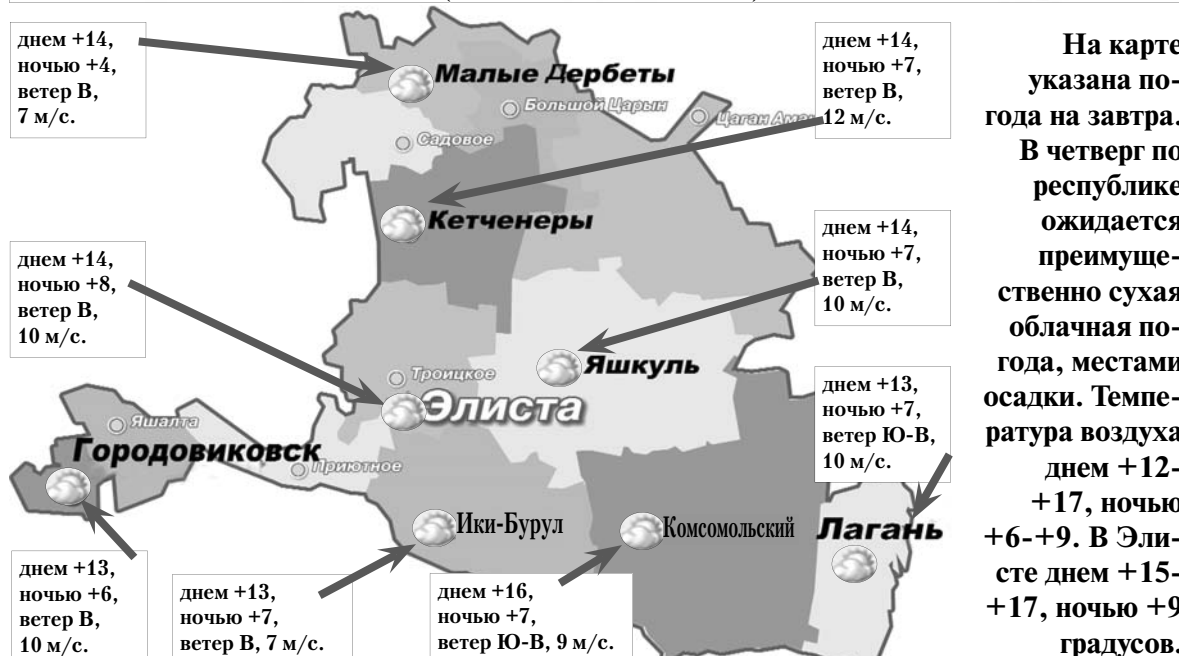 днем +14,
ночью +4,
ветер В,
7 м/с.
Малые Дербеты
Большой Царын
Цаган Аман
Садовое
днем +14,
ночью +7,
ветер В,
12 м/с.
Кетченеры
днем +14,
ночью +8,
ветер В,
10 м/с.
днем +14,
ночью +7,
ветер В,
10 м/с.
Яшкуль
Троицкое
Элиста
Яшалта
Городовиковск
Приютное
днем +13,
ночью +7,
ветер Ю-В,
10 м/с.
Ики-Бурул
Комсомольский
Лагань
днем +13,
ночью +6,
ветер В,
10 м/с.
днем +13,
ночью +7,
ветер В, 7 м/с.
днем +16,
ночью +7,
ветер Ю-В, 9 м/с.
На карте
указана по-
года на завтра.
В четверг по
республике
ожидается
преимуще-
ственно сухая
облачная по-
года, местами
осадки. Темпе-
ратура воздуха
днем +12-
+17, ночью
+6-+9. В Эли-
сте днем +15-
+17, ночью +9
градусов.